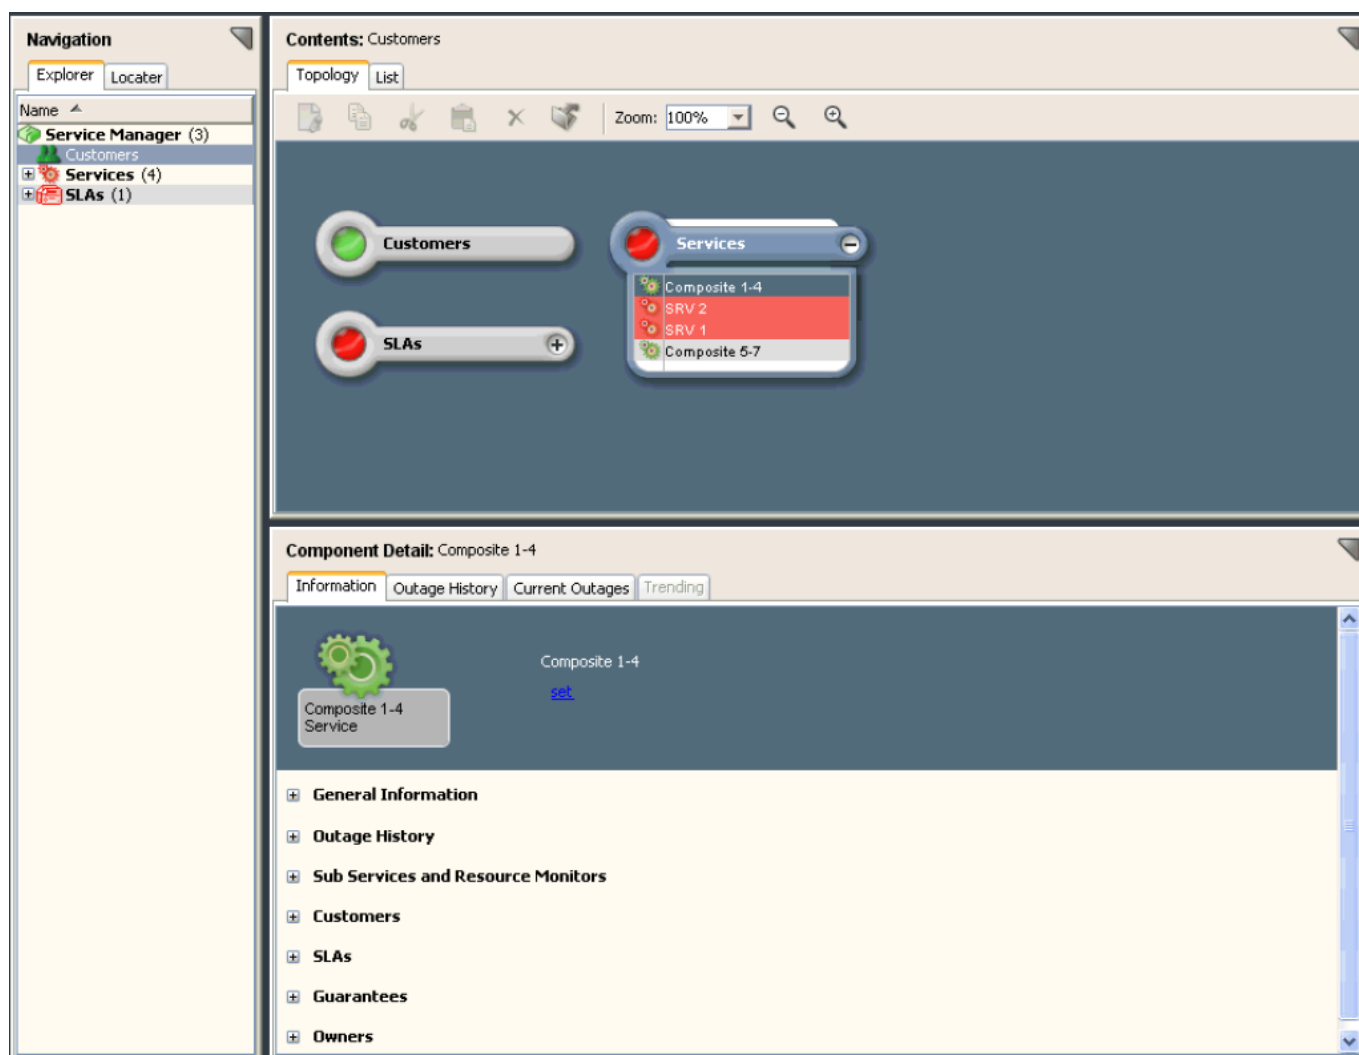 Navigation
Explorer Locater
Name
Service Manager (3)
Customers
Services (4)
SLAs (1)
Contents: Customers
Topology List
Zoom: 100%
Customers
Services
Composite 1-4
SRV 2
SRV 1
Composite 5-7
SLAs
Component Detail: Composite 1-4
Information Outage History Current Outages Trending
Composite 1-4
set
Composite 1-4
Service
General Information
Outage History
Sub Services and Resource Monitors
Customers
SLAs
Guarantees
Owners